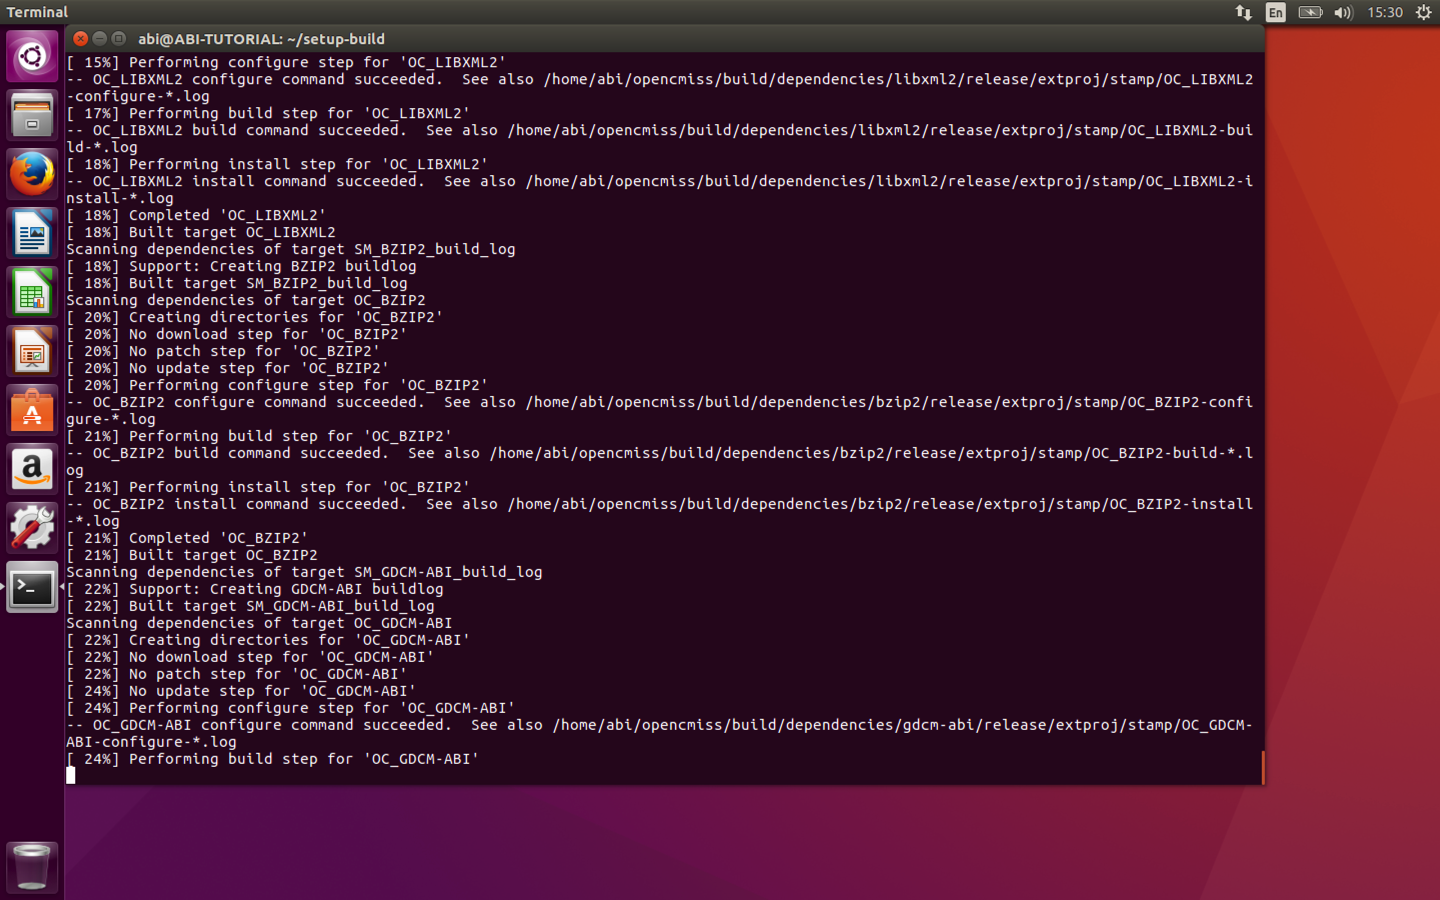 Terminal
En
15:30
abi@ABI-TUTORIAL: ~/setup-build
[ 15%] Performing configure step for 'OC_LIBXML2'
-- OC_LIBXML2 configure command succeeded.  See also /home/abi/opencmiss/build/dependencies/libxml2/release/extproj/stamp/OC_LIBXML2
-configure-*.log
[ 17%] Performing build step for 'OC_LIBXML2'
-- OC_LIBXML2 build command succeeded.  See also /home/abi/opencmiss/build/dependencies/libxml2/release/extproj/stamp/OC_LIBXML2-bui
ld-*.log
[ 18%] Performing install step for 'OC_LIBXML2'
-- OC_LIBXML2 install command succeeded.  See also /home/abi/opencmiss/build/dependencies/libxml2/release/extproj/stamp/OC_LIBXML2-i
nstall-*.log
[ 18%] Completed 'OC_LIBXML2'
[ 18%] Built target OC_LIBXML2
Scanning dependencies of target SM_BZIP2_build_log
[ 18%] Support: Creating BZIP2 buildlog
[ 18%] Built target SM_BZIP2_build_log
Scanning dependencies of target OC_BZIP2
[ 20%] Creating directories for 'OC_BZIP2'
[ 20%] No download step for 'OC_BZIP2'
[ 20%] No patch step for 'OC_BZIP2'
[ 20%] No update step for 'OC_BZIP2'
[ 20%] Performing configure step for 'OC_BZIP2'
-- OC_BZIP2 configure command succeeded.  See also /home/abi/opencmiss/build/dependencies/bzip2/release/extproj/stamp/OC_BZIP2-confi
gure-*.log
[ 21%] Performing build step for 'OC_BZIP2'
-- OC_BZIP2 build command succeeded.  See also /home/abi/opencmiss/build/dependencies/bzip2/release/extproj/stamp/OC_BZIP2-build-*.l
og
[ 21%] Performing install step for 'OC_BZIP2'
-- OC_BZIP2 install command succeeded.  See also /home/abi/opencmiss/build/dependencies/bzip2/release/extproj/stamp/OC_BZIP2-install
-*.log
[ 21%] Completed 'OC_BZIP2'
[ 21%] Built target OC_BZIP2
Scanning dependencies of target SM_GDCM-ABI_build_log
[ 22%] Support: Creating GDCM-ABI buildlog
[ 22%] Built target SM_GDCM-ABI_build_log
Scanning dependencies of target OC_GDCM-ABI
[ 22%] Creating directories for 'OC_GDCM-ABI'
[ 22%] No download step for 'OC_GDCM-ABI'
[ 22%] No patch step for 'OC_GDCM-ABI'
[ 24%] No update step for 'OC_GDCM-ABI'
[ 24%] Performing configure step for 'OC_GDCM-ABI'
-- OC_GDCM-ABI configure command succeeded.  See also /home/abi/opencmiss/build/dependencies/gdcm-abi/release/extproj/stamp/OC_GDCM-
ABI-configure-*.log
[ 24%] Performing build step for 'OC_GDCM-ABI'